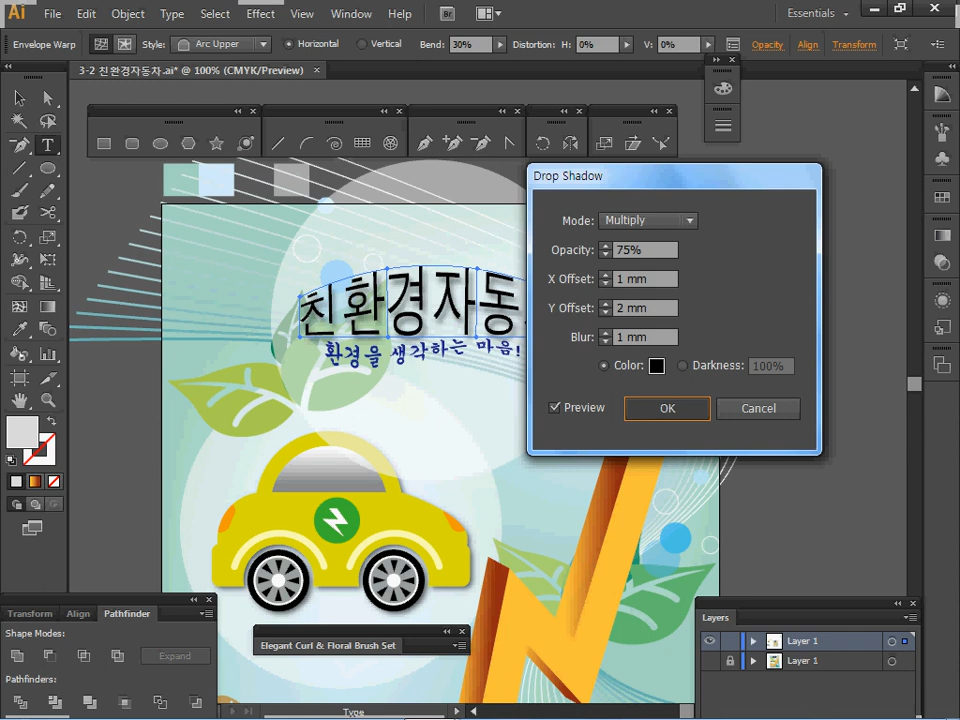 Ai File Edit Object Type Select Effect View Window Help Br Essentials
Envelope Warp Style: Arc Upper Horizontal Vertical Bend: 30% Distortion: H: 0% V: 0% Opacity Align Transform
3-2 친환경자동차.ai* @ 100% (CMYK/Preview)
Drop Shadow
Mode: Multiply
Opacity: 75%
X Offset: 1 mm
Y Offset: 2 mm
Blur: 1 mm
Color: Darkness: 100%
Preview OK Cancel
친환경자동
환경을 생각하는 마음!
Transform Align Pathfinder
Shape Modes:
Expand
Pathfinders:
Elegant Curl & Floral Brush Set
Layers
Layer 1
Layer 1
Type